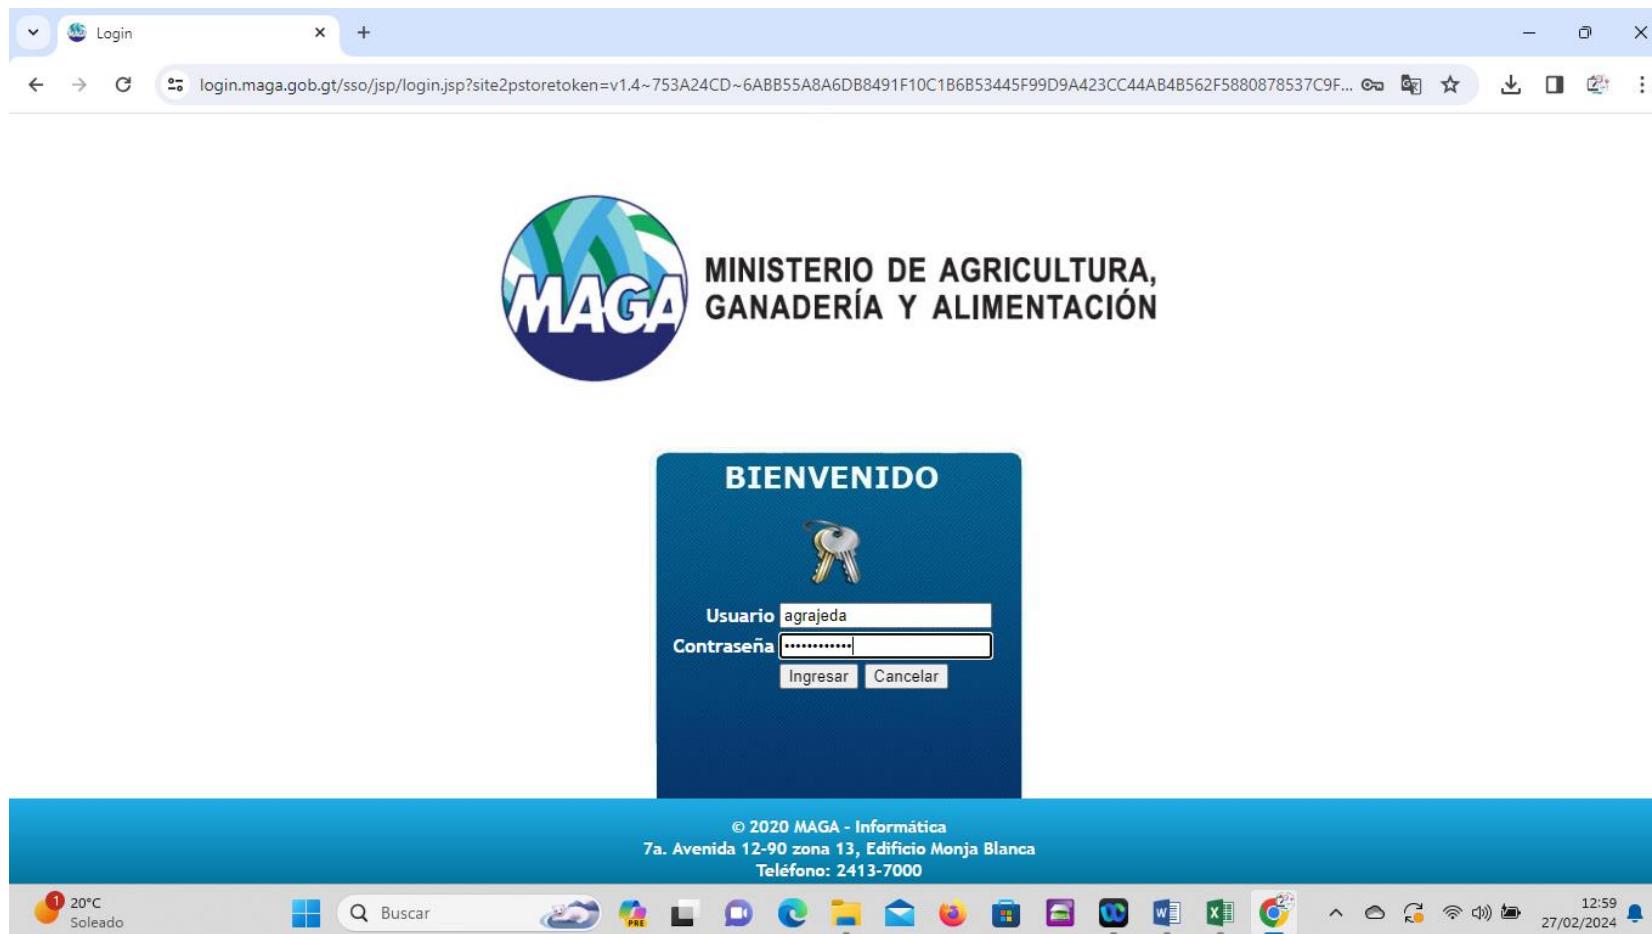 Login
login.maga.gob.gt/sso/jsp/login.jsp?site2pstoretoken=v1.4~753A24CD~6ABB55A8A6DB8491F10C1B6B53445F99D9A423CC44AB4B562F5880878537C9F...
MAGA
MINISTERIO DE AGRICULTURA,
GANADERÍA Y ALIMENTACIÓN
BIENVENIDO
Usuario agrajeda
Contraseña ••••••••••••
Ingresar Cancelar
© 2020 MAGA - Informática
7a. Avenida 12-90 zona 13, Edificio Monja Blanca
Teléfono: 2413-7000
1 20°C
Soleado
Buscar
PRE
12:59
27/02/2024